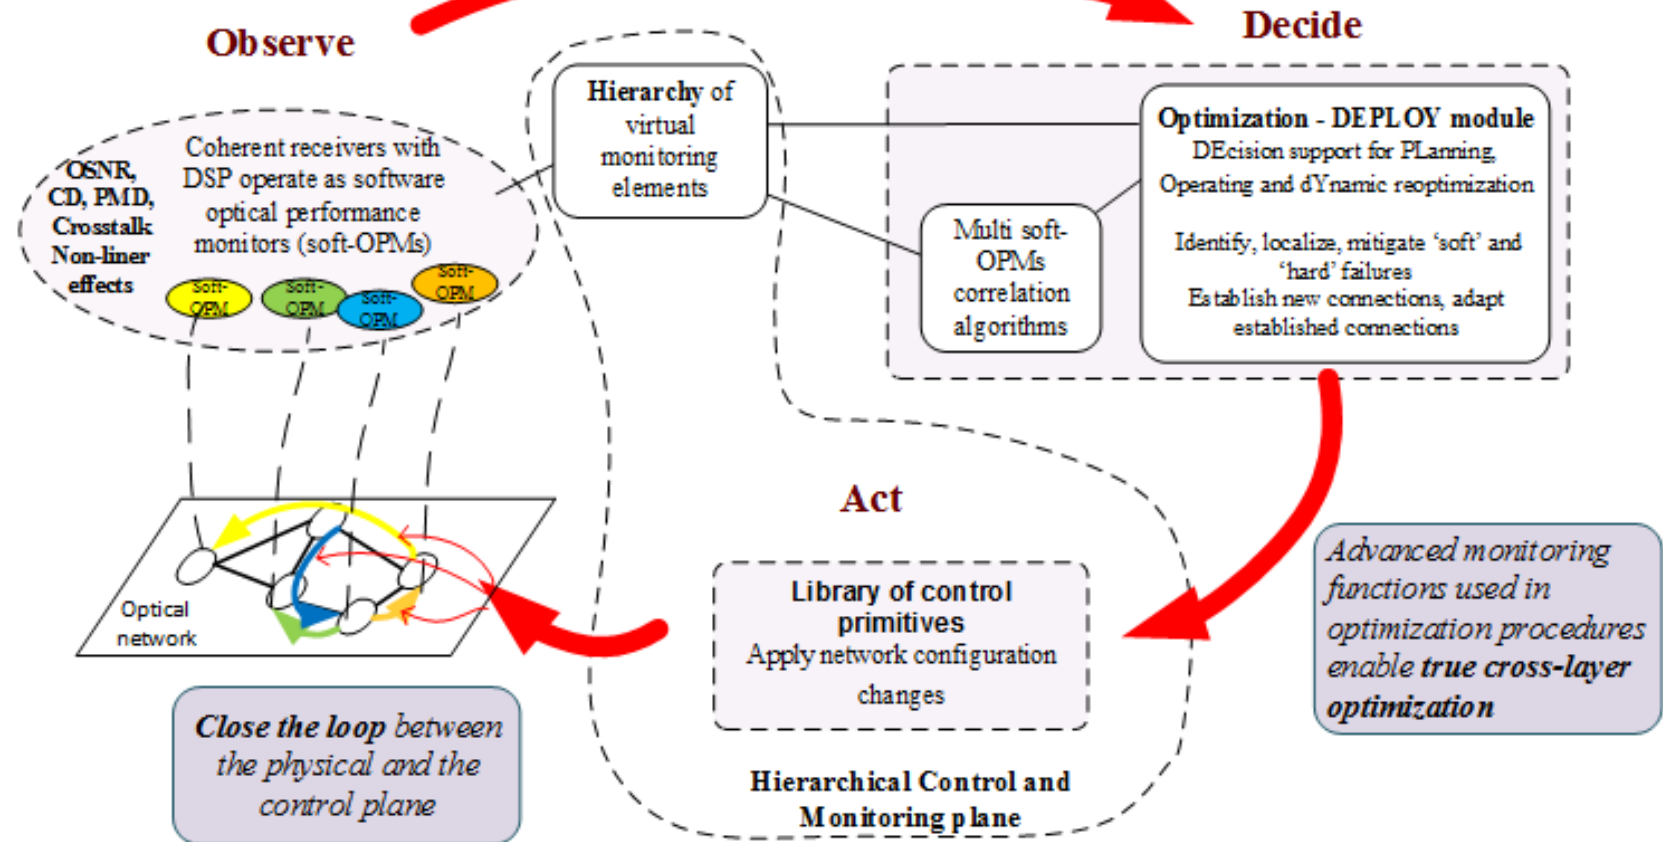 Observe
Decide
OSNR,
CD, PMD,
Crosstalk
Non-liner
effects
Coherent receivers with
DSP operate as software
optical performance
monitors (soft-OPMs)
Soft-
OPM
Soft-
OPM
Soft-
OPM
Soft-
OPM
Hierarchy of
virtual
monitoring
elements
Multi soft-
OPMs
correlation
algorithms
Optimization - DEPLOY module
DEcision support for PLanning,
Operating and dYnamic reoptimization
Identify, localize, mitigate ‘soft’ and
‘hard’ failures
Establish new connections, adapt
established connections
Optical
network
Act
Library of control
primitives
Apply network configuration
changes
Hierarchical Control and
Monitoring plane
Advanced monitoring
functions used in
optimization procedures
enable true cross-layer
optimization
Close the loop between
the physical and the
control plane